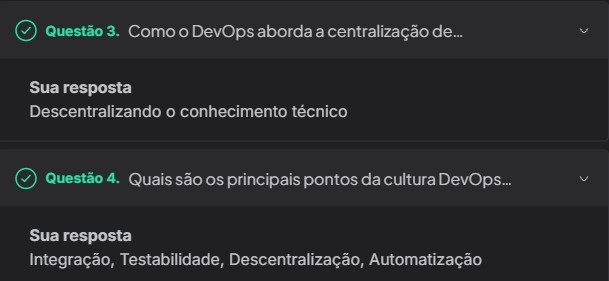 Questão 3. Como o DevOps aborda a centralização de...
Sua resposta
Descentralizando o conhecimento técnico
Questão 4. Quais são os principais pontos da cultura DevOps...
Sua resposta
Integração, Testabilidade, Descentralização, Automatização